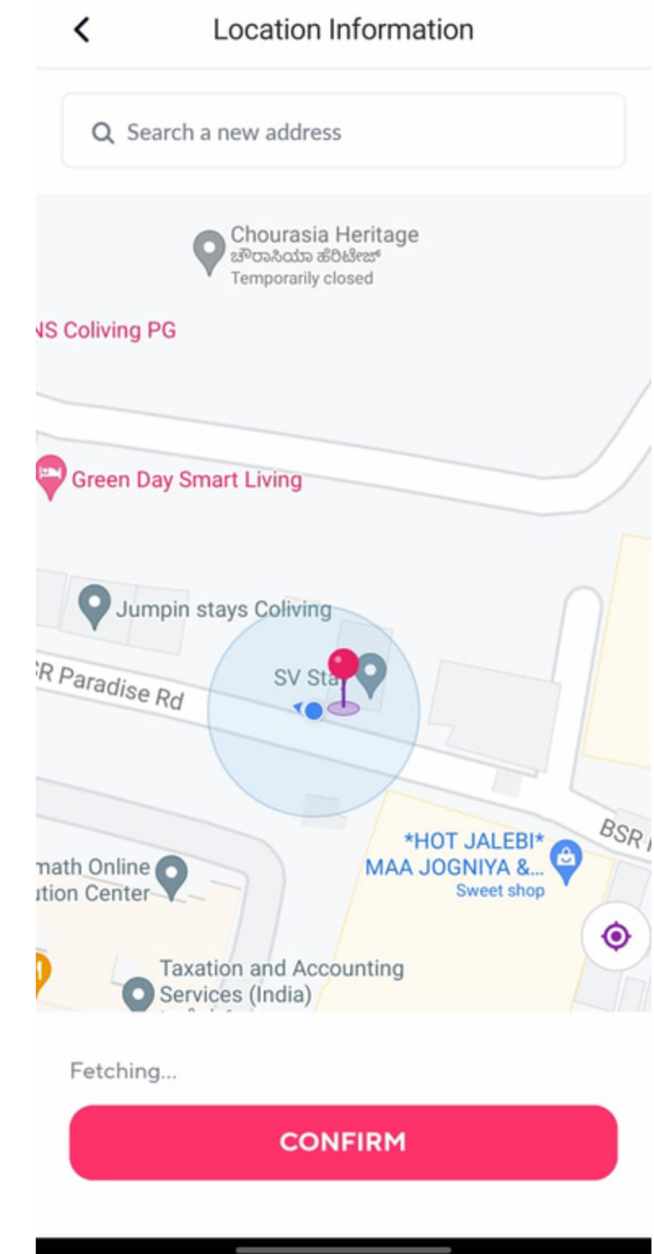 Location Information
Search a new address
Chourasia Heritage
ಚೌರಾಸಿಯಾ ಹೆರಿಟೇಜ್
Temporarily closed
NS Coliving PG
Green Day Smart Living
Jumpin stays Coliving
SV Sta
R Paradise Rd
*HOT JALEBI*
MAA JOGNIYA &...
Sweet shop
BSR
math Online
ution Center
Taxation and Accounting
Services (India)
Fetching...
CONFIRM